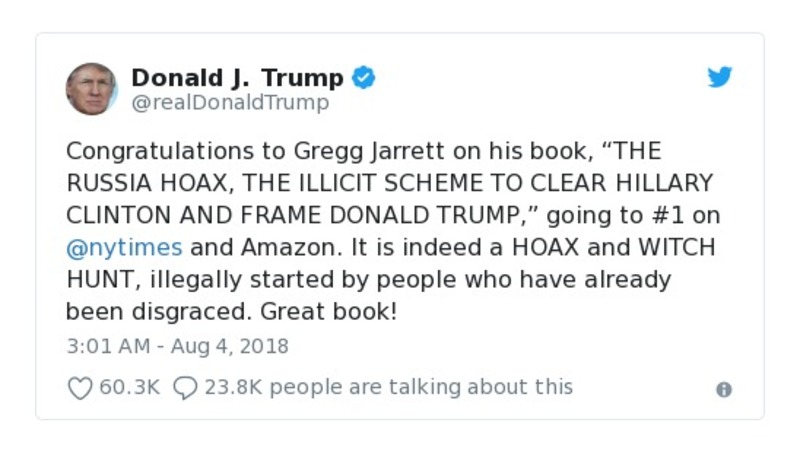 Donald J. Trump
@realDonaldTrump
Congratulations to Gregg Jarrett on his book, “THE
RUSSIA HOAX, THE ILLICIT SCHEME TO CLEAR HILLARY
CLINTON AND FRAME DONALD TRUMP,” going to #1 on
@nytimes and Amazon. It is indeed a HOAX and WITCH
HUNT, illegally started by people who have already
been disgraced. Great book!
3:01 AM - Aug 4, 2018
60.3K 23.8K people are talking about this